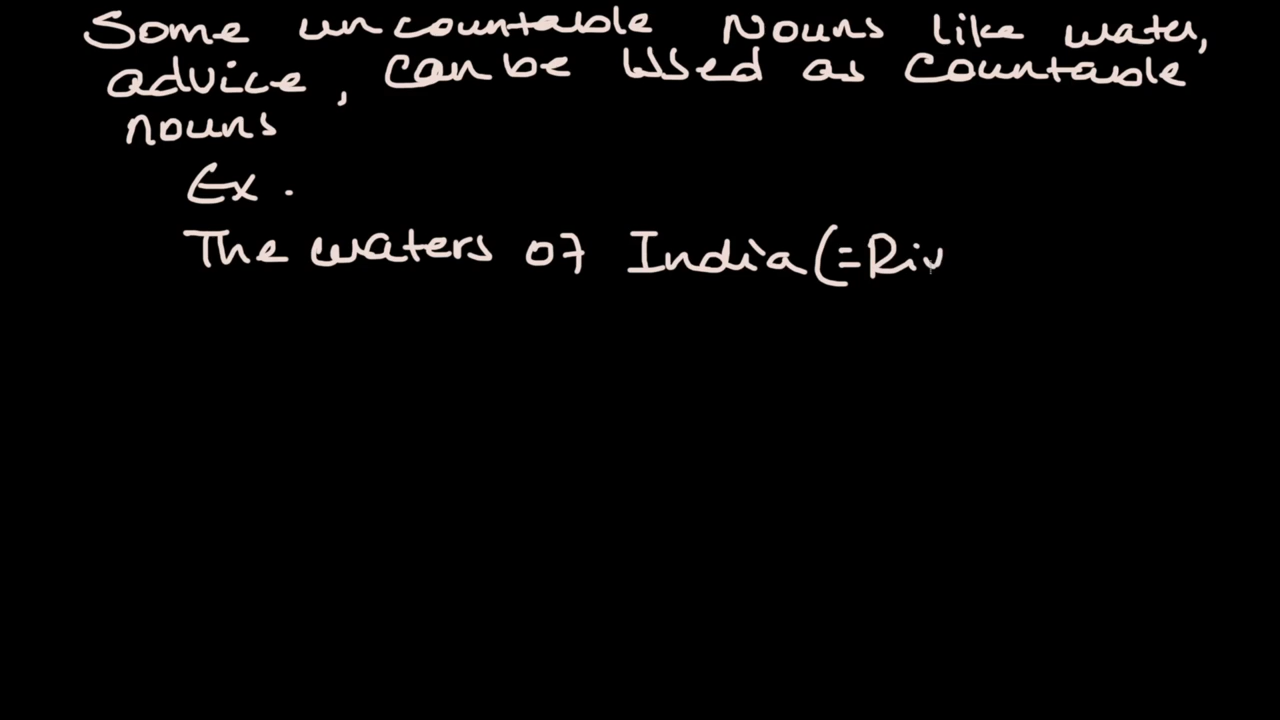 Some uncountable Nouns like water,
advice, can be Used as Countable
nouns
Ex.
The waters of India (=Riv